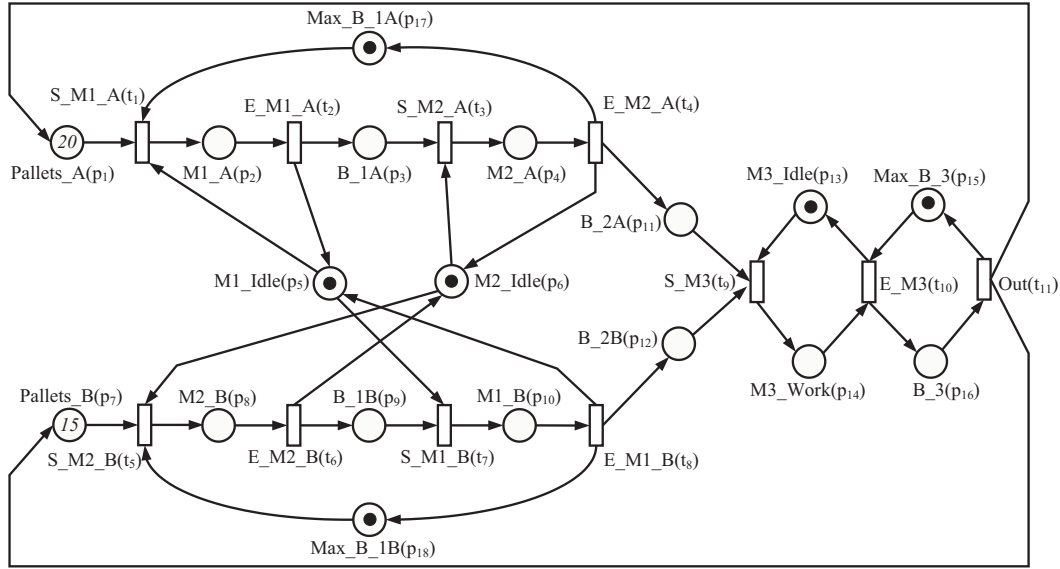 Max_B_1A(p₁₇)
S_M1_A(t₁)
E_M1_A(t₂)
S_M2_A(t₃)
E_M2_A(t₄)
20
Pallets_A(p₁)
M1_A(p₂)
B_1A(p₃)
M2_A(p₄)
M3_Idle(p₁₃)
Max_B_3(p₁₅)
B_2A(p₁₁)
M1_Idle(p₅)
M2_Idle(p₆)
S_M3(t₉)
E_M3(t₁₀)
Out(t₁₁)
B_2B(p₁₂)
M3_Work(p₁₄)
B_3(p₁₆)
Pallets_B(p₇)
M2_B(p₈)
B_1B(p₉)
M1_B(p₁₀)
15
S_M2_B(t₅)
E_M2_B(t₆)
S_M1_B(t₇)
E_M1_B(t₈)
Max_B_1B(p₁₈)